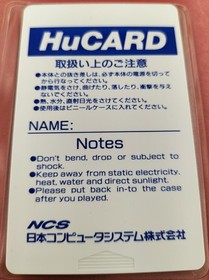 HuCARD
取扱い上のご注意
●本体との抜き差しは、必ず本体の電源を切って
から行なってください。
●静電気をさけ、曲げたり、落したり、衝撃を与え
ないでください。
●熱、水分、直射日光をさけてください。
●使用後はビニールケースに入れてください。
NAME:
Notes
●Don't bend, drop or subject to
shock.
●Keep away from static electricity,
heat, water and direct sunlight.
●Please put back in-to the case
after you played.
NCS
日本コンピュータシステム株式会社